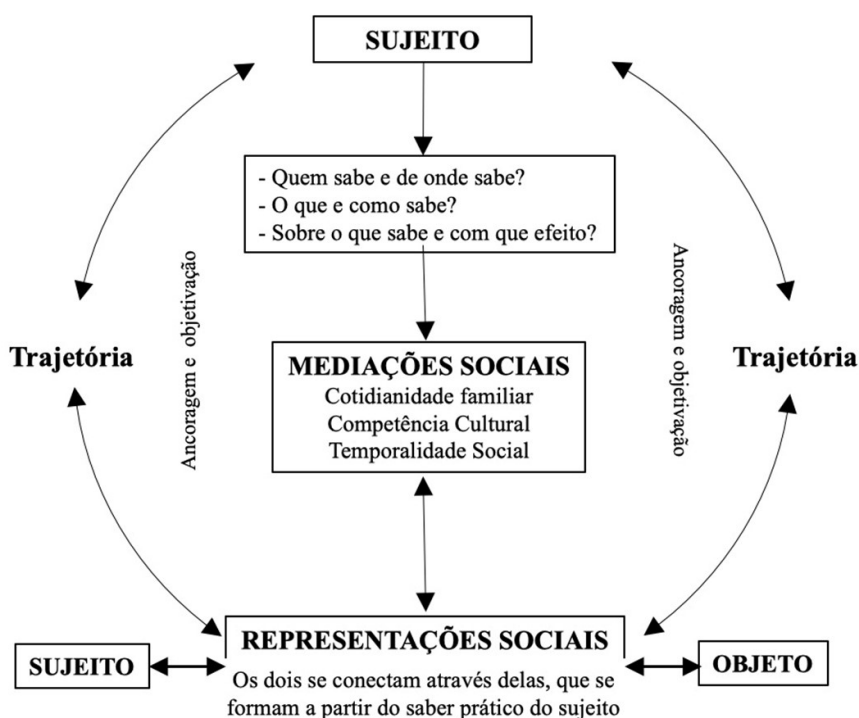 SUJEITO
- Quem sabe e de onde sabe?
- O que e como sabe?
- Sobre o que sabe e com que efeito?
Ancoragem e objetivação
Ancoragem e objetivação
Trajetória
Trajetória
MEDIAÇÕES SOCIAIS
Cotidianidade familiar
Competência Cultural
Temporalidade Social
REPRESENTAÇÕES SOCIAIS
SUJEITO
OBJETO
Os dois se conectam através delas, que se
formam a partir do saber prático do sujeito